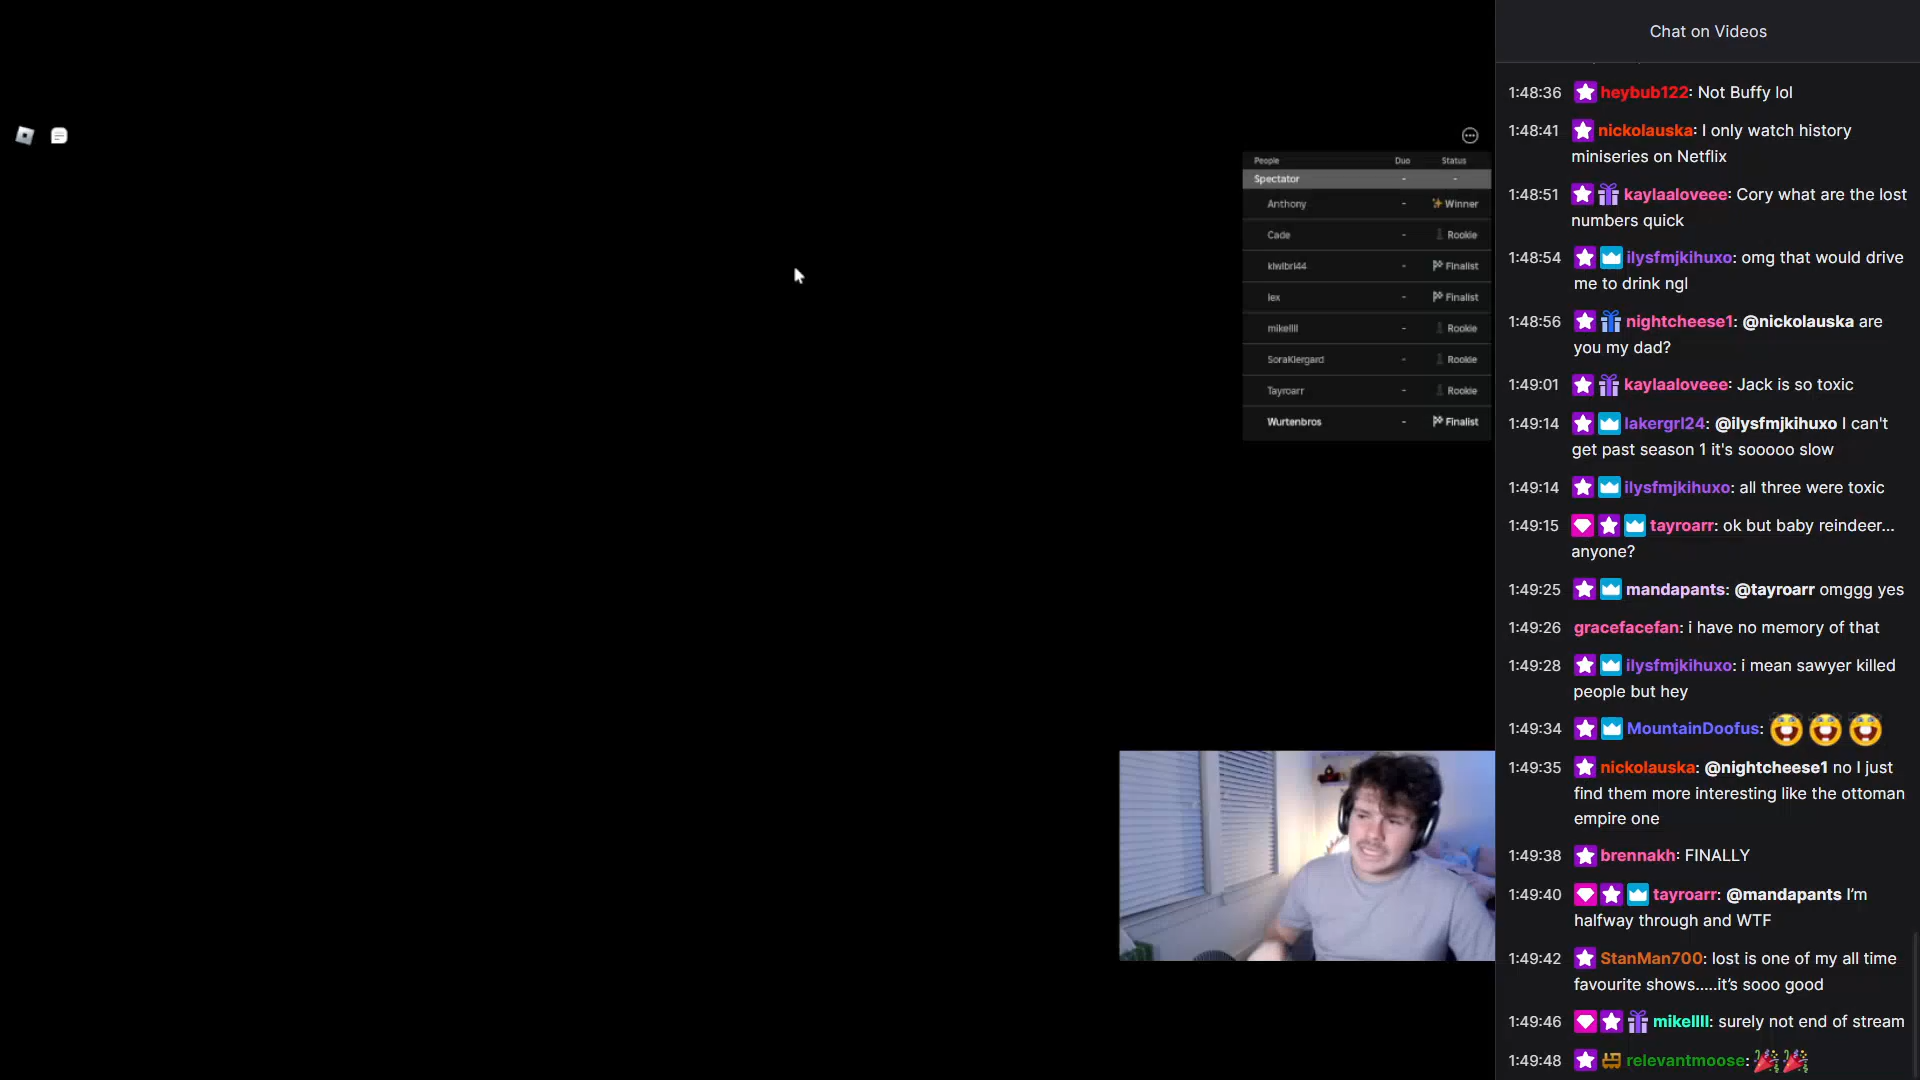 Chat on Videos
People Duo Status
Spectator - -
Anthony - Winner
Cade - Rookie
kiwibri44 - Finalist
lex - Finalist
mikellll - Rookie
SoraKlergard - Rookie
Tayroarr - Rookie
Wurtenbros - Finalist
1:48:36 heybub122: Not Buffy lol
1:48:41 nickolauska: I only watch history
miniseries on Netflix
1:48:51 kaylaaloveee: Cory what are the lost
numbers quick
1:48:54 ilysfmjkihuxo: omg that would drive
me to drink ngl
1:48:56 nightcheese1: @nickolauska are
you my dad?
1:49:01 kaylaaloveee: Jack is so toxic
1:49:14 lakergrl24: @ilysfmjkihuxo I can't
get past season 1 it's sooooo slow
1:49:14 ilysfmjkihuxo: all three were toxic
1:49:15 tayroarr: ok but baby reindeer...
anyone?
1:49:25 mandapants: @tayroarr omggg yes
1:49:26 gracefacefan: i have no memory of that
1:49:28 ilysfmjkihuxo: i mean sawyer killed
people but hey
1:49:34 MountainDoofus:
1:49:35 nickolauska: @nightcheese1 no I just
find them more interesting like the ottoman
empire one
1:49:38 brennakh: FINALLY
1:49:40 tayroarr: @mandapants I'm
halfway through and WTF
1:49:42 StanMan700: lost is one of my all time
favourite shows.....it's sooo good
1:49:46 mikellll: surely not end of stream
1:49:48 relevantmoose: